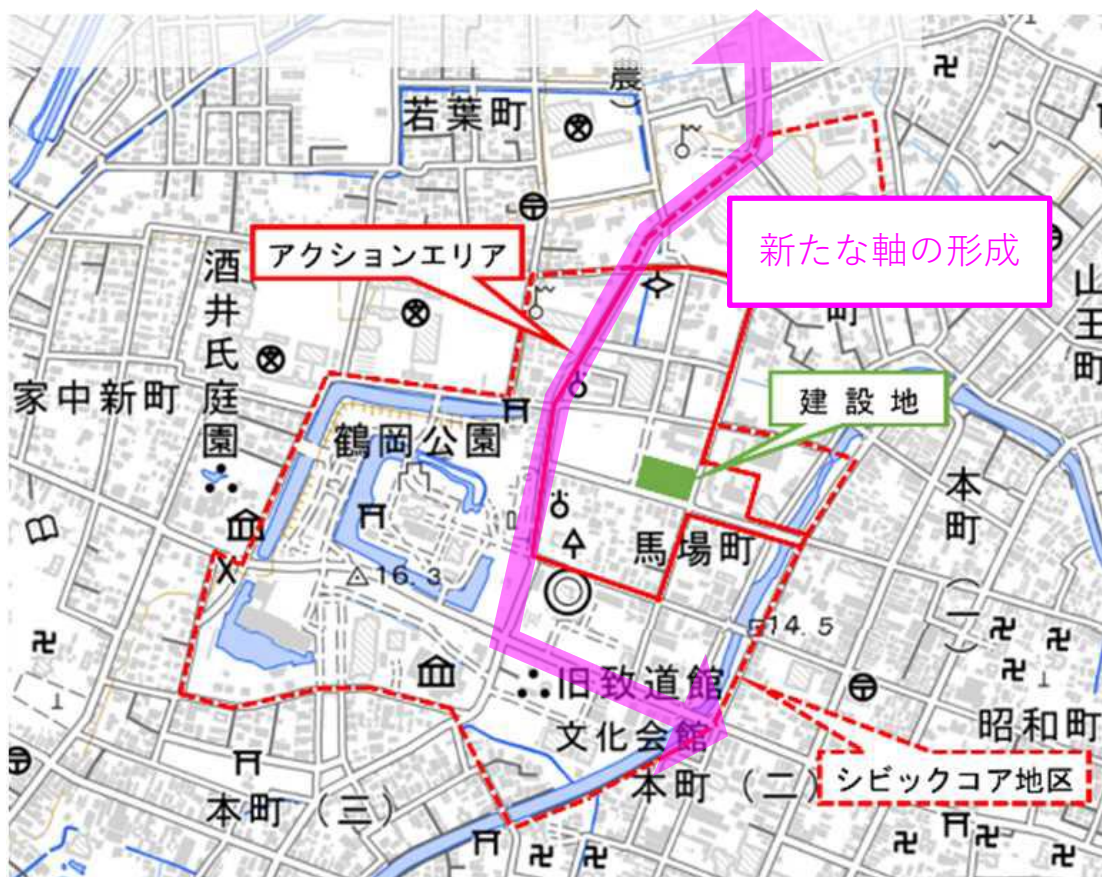 農）
若葉町
アクションエリア
新たな軸の形成
酒井氏庭園
町
山王町
家中新町
建設地
鶴岡公園
本町（一）
馬場町
16.3
14.5
旧致道館
文化会館
昭和町
本町（二）
シビックコア地区
本町（三）